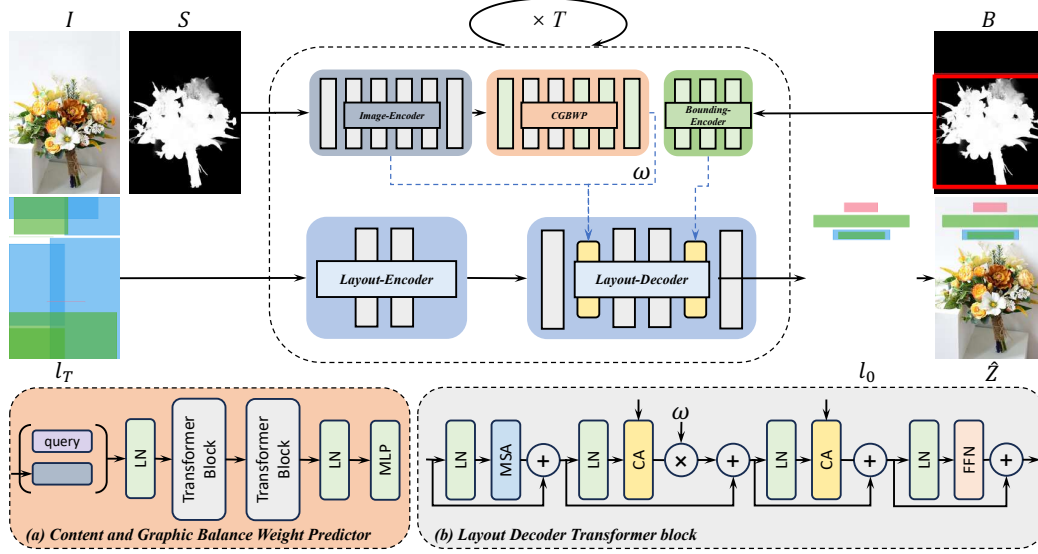 I
S
× T
B
Image-Encoder
CGBWP
Bounding-
Encoder
ω
Layout-Encoder
Layout-Decoder
l_T
l_0
Ẑ
query
LN
Transformer
Block
Transformer
Block
LN
MLP
(a) Content and Graphic Balance Weight Predictor
LN
MSA
+
LN
CA
ω
×
+
LN
CA
+
LN
FFN
+
(b) Layout Decoder Transformer block